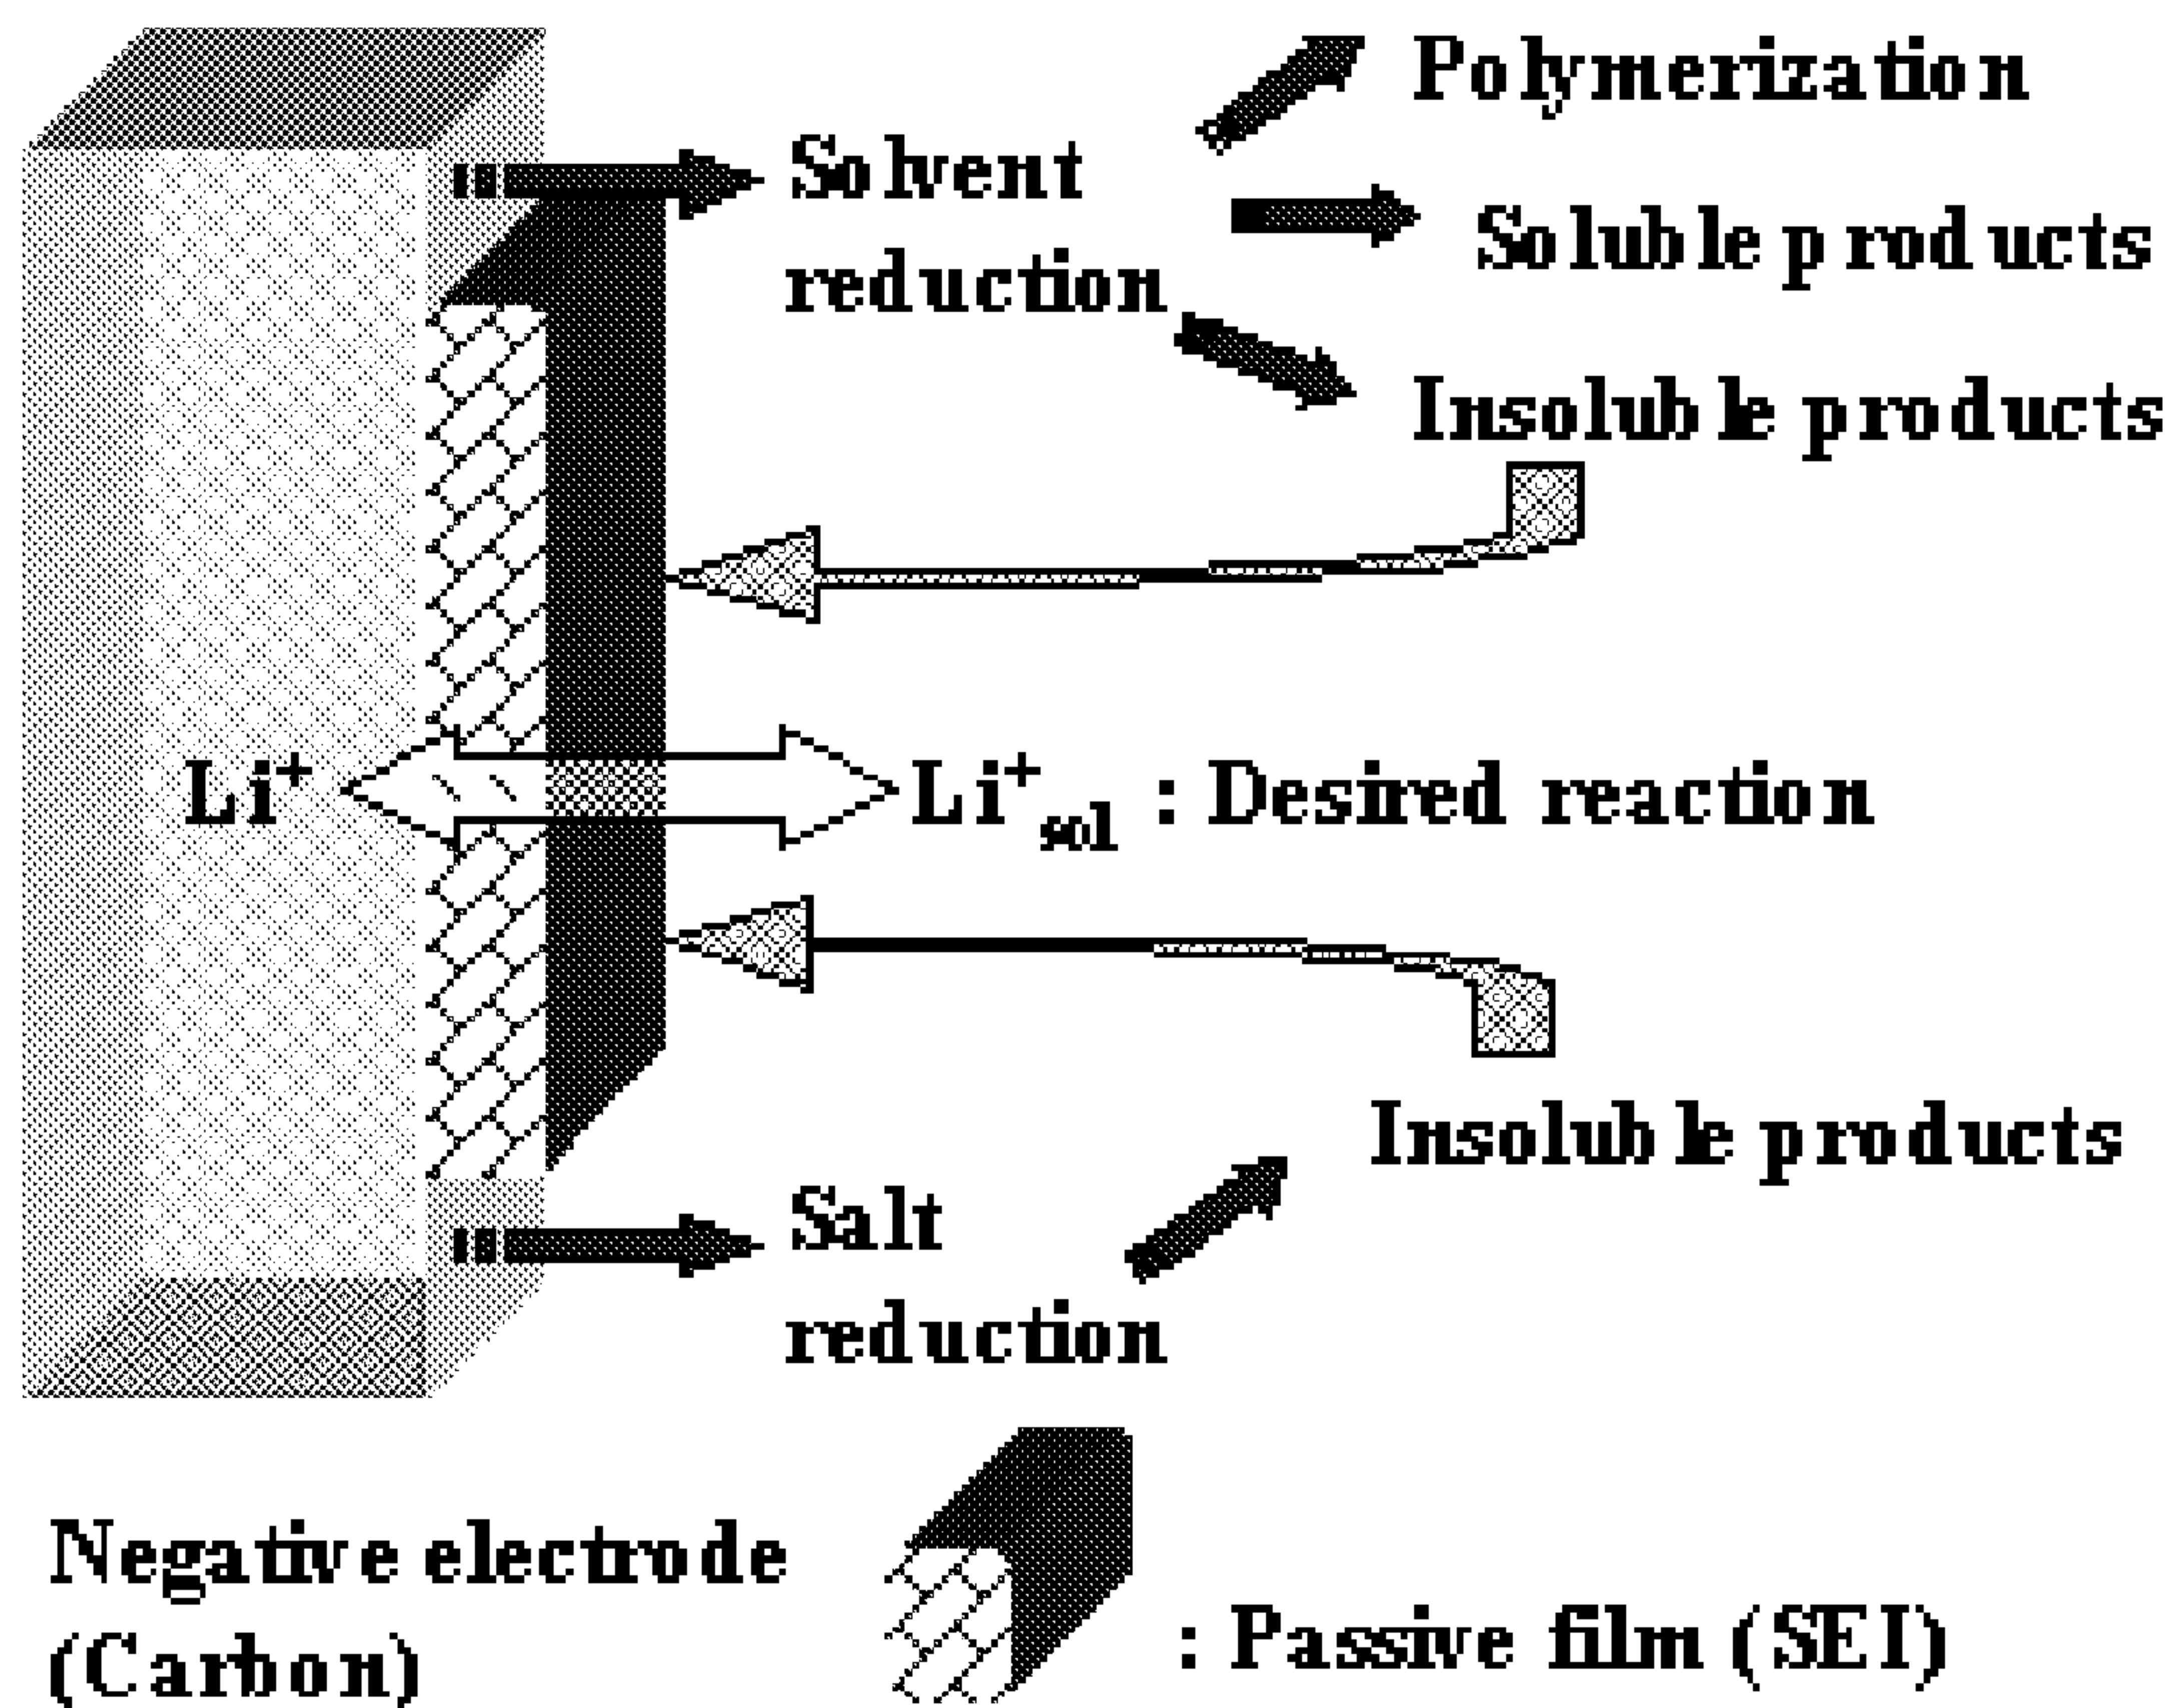 Polymerization
Solvent
reduction
Soluble products
Insoluble products
Li+ Li+sol : Desired reaction
Insoluble products
Salt
reduction
Negative electrode
(Carbon)
: Passive film (SEI)